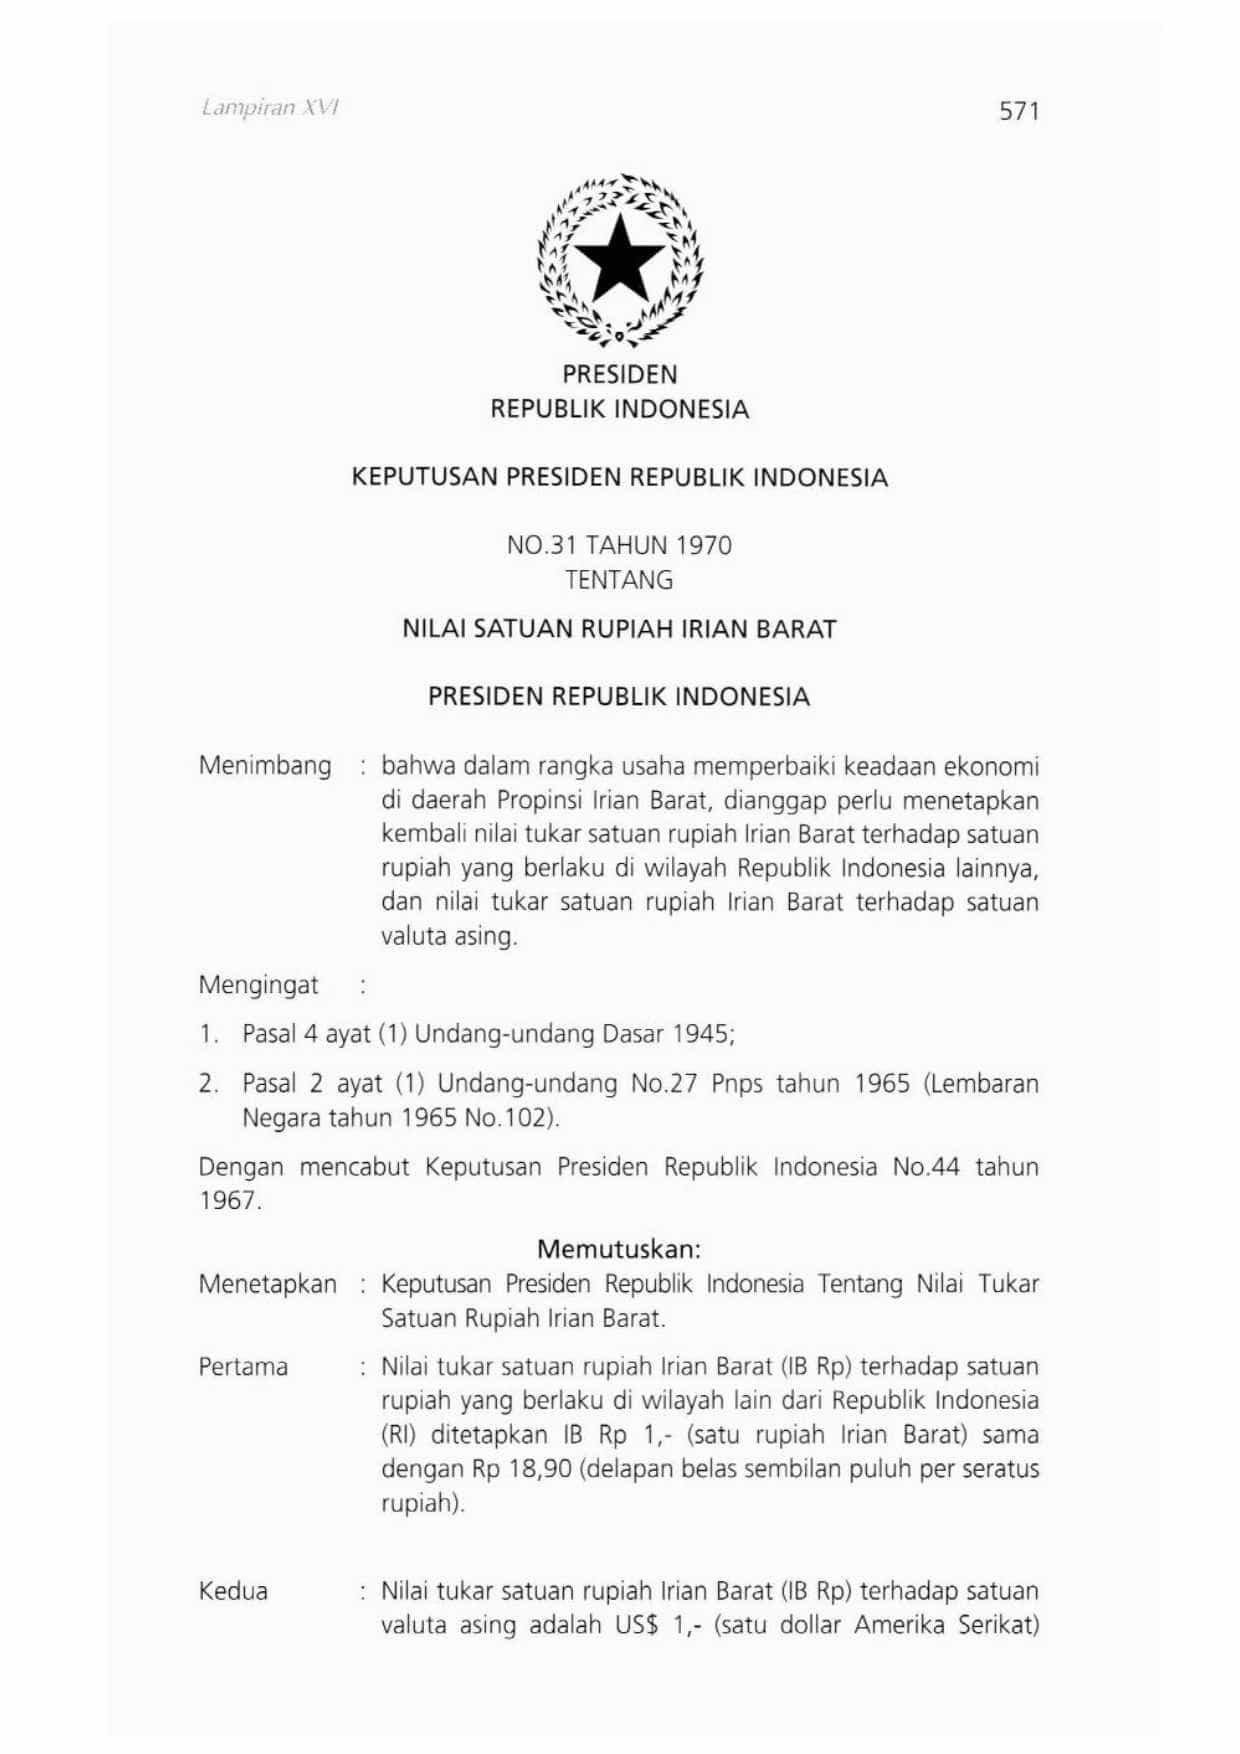 Lampiran XVI
571
PRESIDEN
REPUBLIK INDONESIA
KEPUTUSAN PRESIDEN REPUBLIK INDONESIA
NO.31 TAHUN 1970
TENTANG
NILAI SATUAN RUPIAH IRIAN BARAT
PRESIDEN REPUBLIK INDONESIA
Menimbang : bahwa dalam rangka usaha memperbaiki keadaan ekonomi
di daerah Propinsi Irian Barat, dianggap perlu menetapkan
kembali nilai tukar satuan rupiah Irian Barat terhadap satuan
rupiah yang berlaku di wilayah Republik Indonesia lainnya,
dan nilai tukar satuan rupiah Irian Barat terhadap satuan
valuta asing.
Mengingat :
1. Pasal 4 ayat (1) Undang-undang Dasar 1945;
2. Pasal 2 ayat (1) Undang-undang No.27 Pnps tahun 1965 (Lembaran
Negara tahun 1965 No.102).
Dengan mencabut Keputusan Presiden Republik Indonesia No.44 tahun
1967.
Memutuskan:
Menetapkan : Keputusan Presiden Republik Indonesia Tentang Nilai Tukar
Satuan Rupiah Irian Barat.
Pertama : Nilai tukar satuan rupiah Irian Barat (IB Rp) terhadap satuan
rupiah yang berlaku di wilayah lain dari Republik Indonesia
(RI) ditetapkan IB Rp 1,- (satu rupiah Irian Barat) sama
dengan Rp 18,90 (delapan belas sembilan puluh per seratus
rupiah).
Kedua : Nilai tukar satuan rupiah Irian Barat (IB Rp) terhadap satuan
valuta asing adalah US$ 1,- (satu dollar Amerika Serikat)